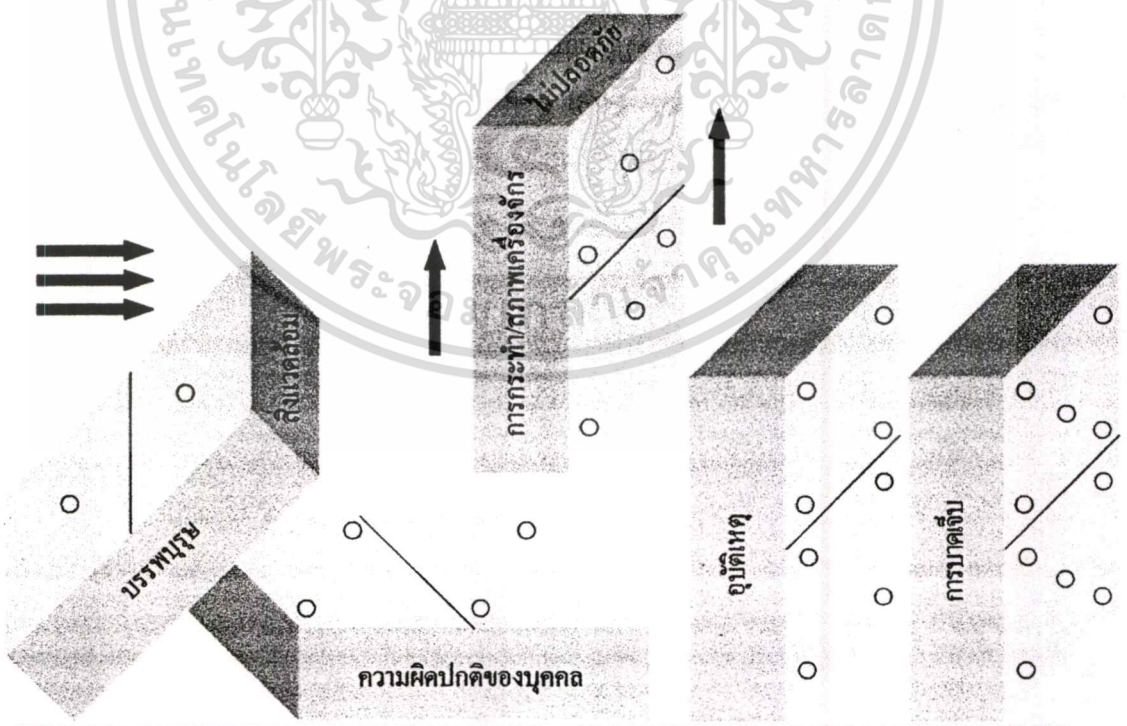 บรรพบุรุษ
สิ่งแวดล้อม
ความผิดปกติของบุคคล
การกระทำ/สภาพเครื่องจักร
ไม่ปลอดภัย
อุบัติเหตุ
การบาดเจ็บ